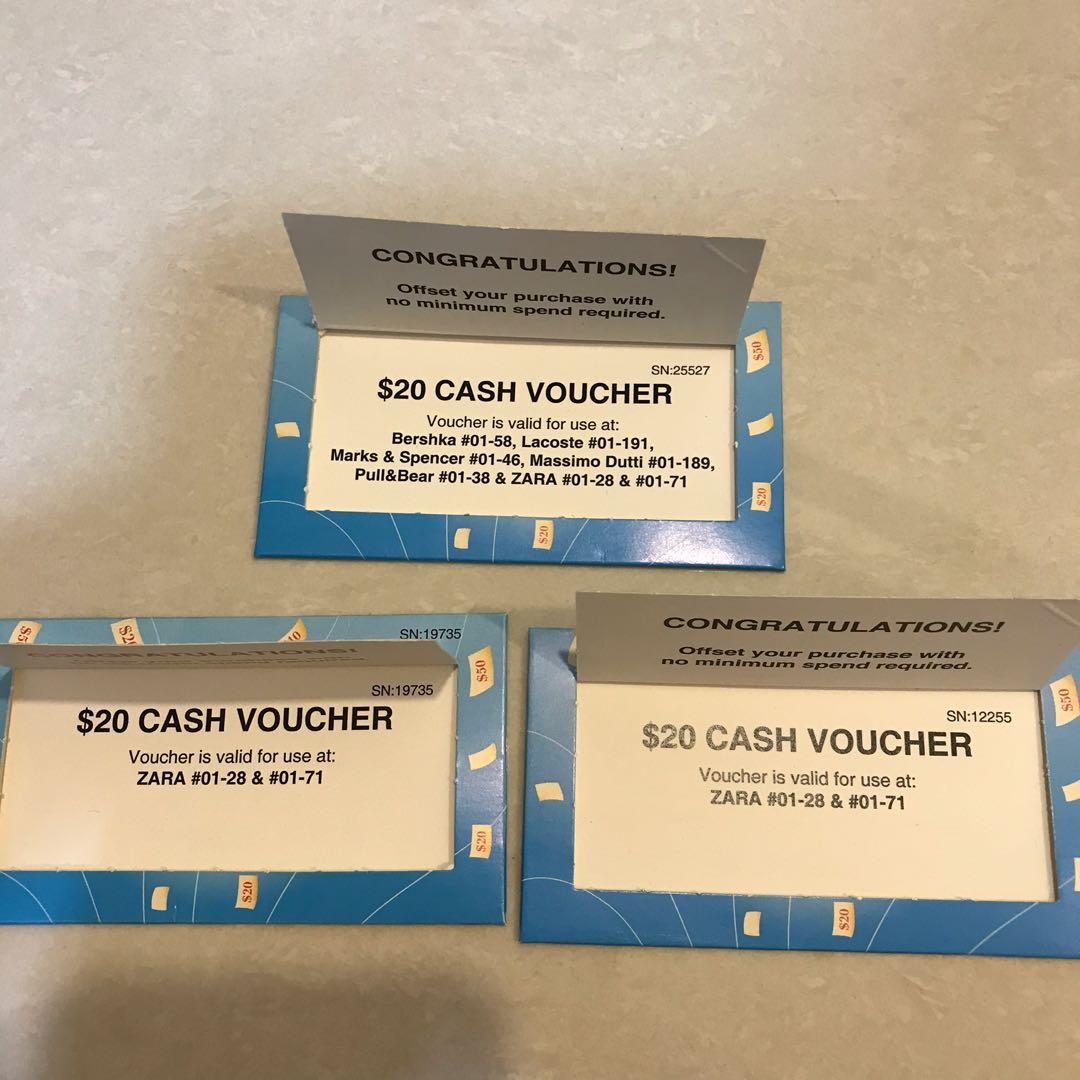 CONGRATULATIONS!
Offset your purchase with
no minimum spend required.
$50
SN:25527
$20 CASH VOUCHER
Voucher is valid for use at:
Bershka #01-58, Lacoste #01-191,
Marks & Spencer #01-46, Massimo Dutti #01-189,
Pull&Bear #01-38 & ZARA #01-28 & #01-71
$20
$20
SN:19735
CONGRATULATIONS!
$50
SN:19735
$20 CASH VOUCHER
Voucher is valid for use at:
ZARA #01-28 & #01-71
$20
$20
CONGRATULATIONS!
Offset your purchase with
no minimum spend required.
$50
SN:12255
$20 CASH VOUCHER
Voucher is valid for use at:
ZARA #01-28 & #01-71
$20